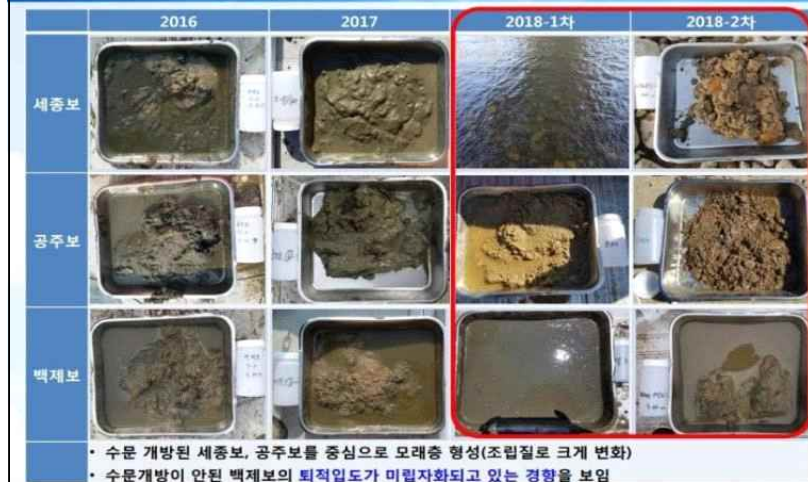 2016 2017 2018-1차 2018-2차
세종보
공주보
백제보
• 수문 개방된 세종보, 공주보를 중심으로 모래층 형성(조립질로 크게 변화)
• 수문개방이 안된 백제보의 퇴적입도가 미립자화되고 있는 경향을 보임